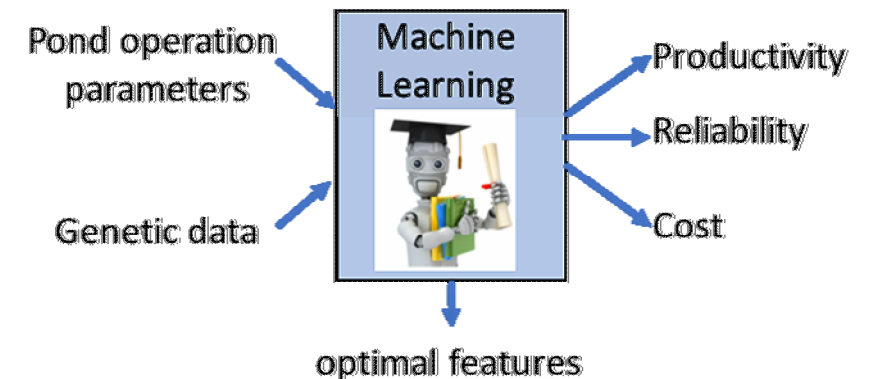 Pond operation
parameters
Genetic data
Machine
Learning
Productivity
Reliability
Cost
optimal features